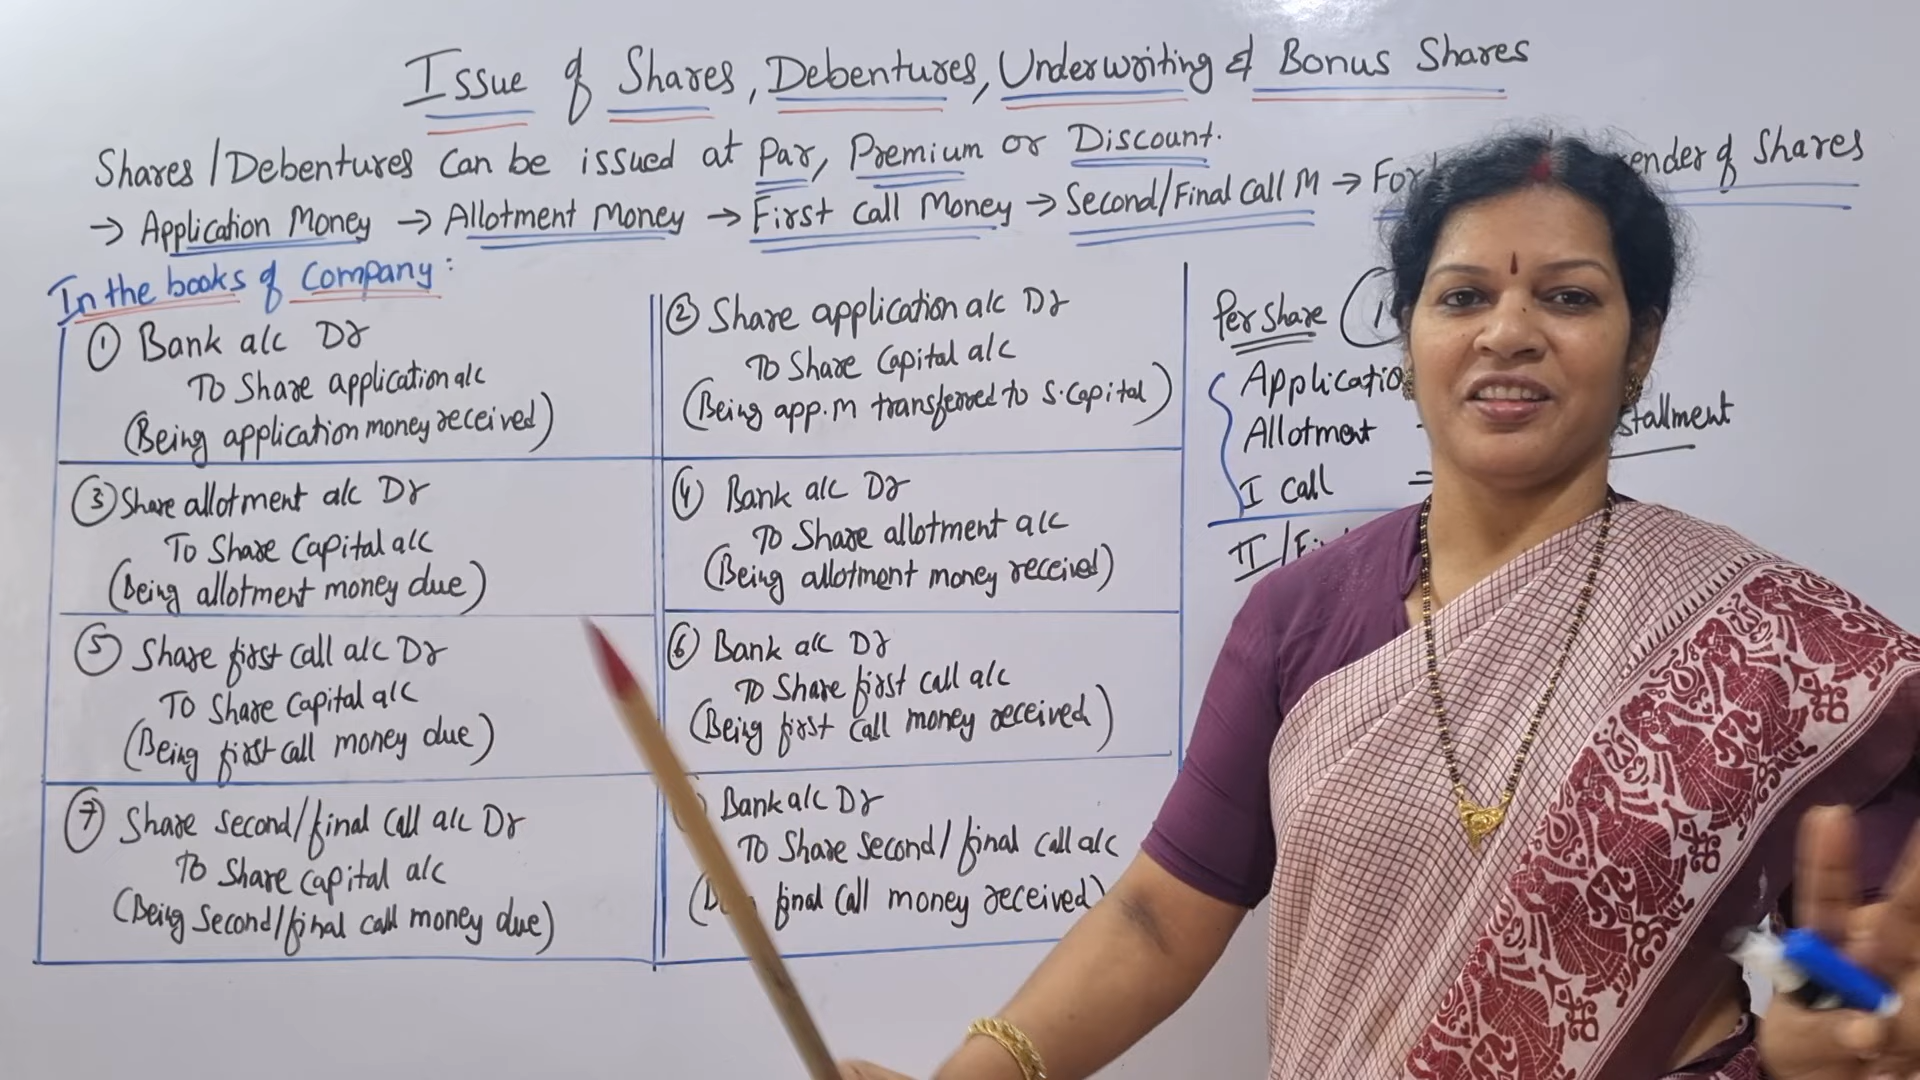 Issue of Shares, Debentures, Underwriting & Bonus Shares
Shares/Debentures can be issued at Par, Premium or Discount.
→ Application Money → Allotment Money → First Call Money → Second/Final Call M → of Shares
In the books of Company:
① Bank a/c Dr
To Share application a/c
(Being application money received)
② Share application a/c Dr
To Share Capital a/c
(Being app.M transferred to S.Capital)
③ Share allotment a/c Dr
To Share Capital a/c
(Being allotment money due)
④ Bank a/c Dr
To Share allotment a/c
(Being allotment money received)
⑤ Share first call a/c Dr
To Share Capital a/c
(Being first call money due)
⑥ Bank a/c Dr
To Share first call a/c
(Being first call money received)
⑦ Share second/final call a/c Dr
To Share capital a/c
(Being Second/final call money due)
Bank a/c Dr
To Share second/final call a/c
final call money received)
Per Share
Application
Allotment
I Call =
II/